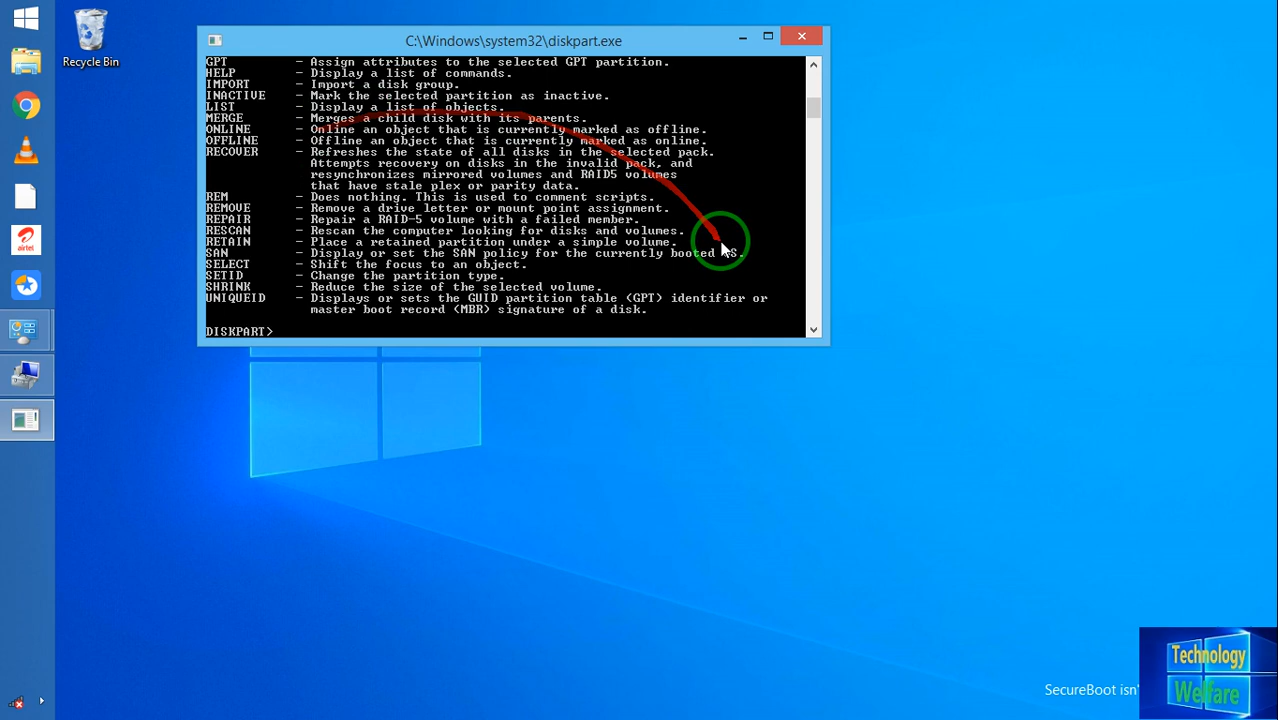 Recycle Bin
C:\Windows\system32\diskpart.exe
GPT - Assign attributes to the selected GPT partition.
HELP - Display a list of commands.
IMPORT - Import a disk group.
INACTIVE - Mark the selected partition as inactive.
LIST - Display a list of objects.
MERGE - Merges a child disk with its parents.
ONLINE - Online an object that is currently marked as offline.
OFFLINE - Offline an object that is currently marked as online.
RECOVER - Refreshes the state of all disks in the selected pack.
Attempts recovery on disks in the invalid pack, and
resynchronizes mirrored volumes and RAID5 volumes
that have stale plex or parity data.
REM - Does nothing. This is used to comment scripts.
REMOVE - Remove a drive letter or mount point assignment.
REPAIR - Repair a RAID-5 volume with a failed member.
RESCAN - Rescan the computer looking for disks and volumes.
RETAIN - Place a retained partition under a simple volume.
SAN - Display or set the SAN policy for the currently booted
SELECT - Shift the focus to an object.
SETID - Change the partition type.
SHRINK - Reduce the size of the selected volume.
UNIQUEID - Displays or sets the GUID partition table (GPT) identifier or
master boot record (MBR) signature of a disk.
DISKPART>
airtel
SecureBoot isn'
Technology
Welfare